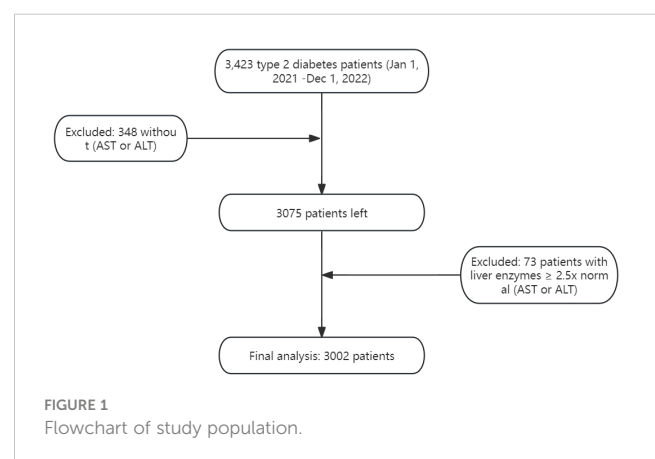 3,423 type 2 diabetes patients (Jan 1,
2021 -Dec 1, 2022)
Excluded: 348 withou
t (AST or ALT)
3075 patients left
Excluded: 73 patients with
liver enzymes ≥ 2.5x norm
al (AST or ALT)
Final analysis: 3002 patients
FIGURE 1
Flowchart of study population.